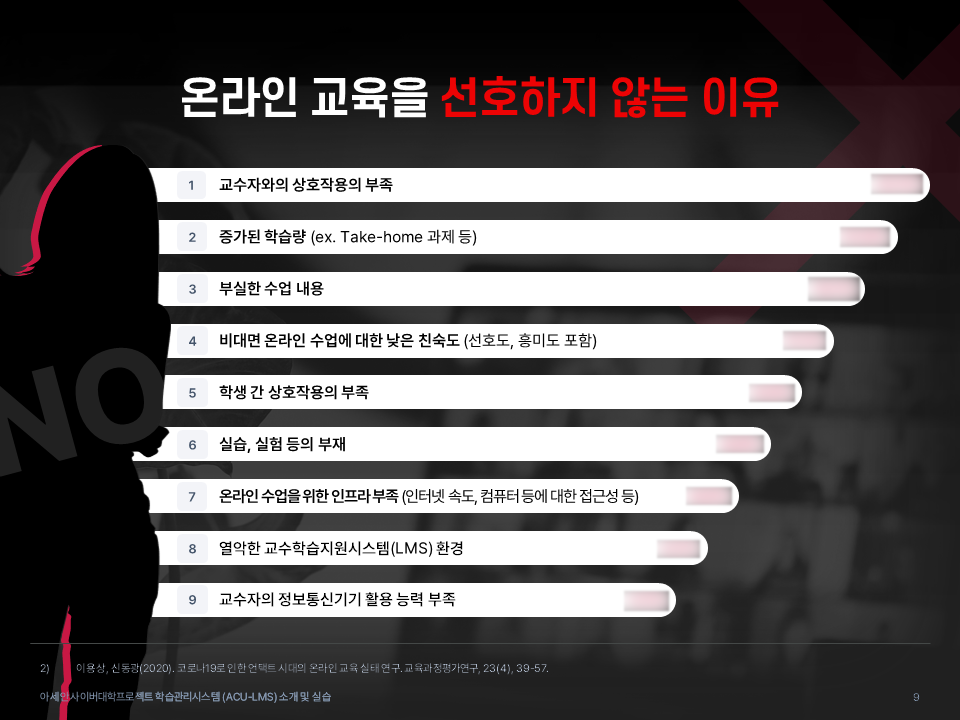 온라인 교육을 선호하지 않는 이유
1 교수자와의 상호작용의 부족
2 증가된 학습량 (ex. Take-home 과제 등)
3 부실한 수업 내용
4 비대면 온라인 수업에 대한 낮은 친숙도 (선호도, 흥미도 포함)
5 학생 간 상호작용의 부족
NO
6 실습, 실험 등의 부재
7 온라인 수업을 위한 인프라 부족 (인터넷 속도, 컴퓨터 등에 대한 접근성 등)
8 열악한 교수학습지원시스템(LMS) 환경
9 교수자의 정보통신기기 활용 능력 부족
2) 이용상, 신동광(2020). 코로나19로 인한 언택트 시대의 온라인 교육 실태 연구. 교육과정평가연구, 23(4), 39-57.
아세안사이버대학프로젝트 학습관리시스템 (ACU-LMS) 소개 및 실습 9